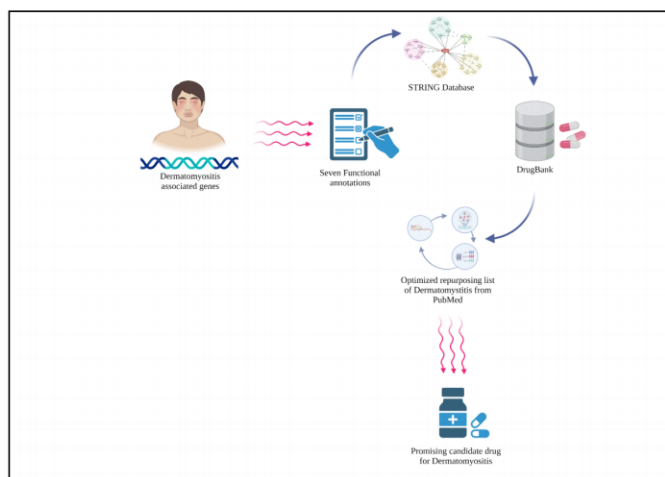 STRING Database
Dermatomyositis
associated genes
Seven Functional
annotations
DrugBank
Optimized repurposing list
of Dermatomystitis from
PubMed
Promising candidate drug
for Dermatomyositis